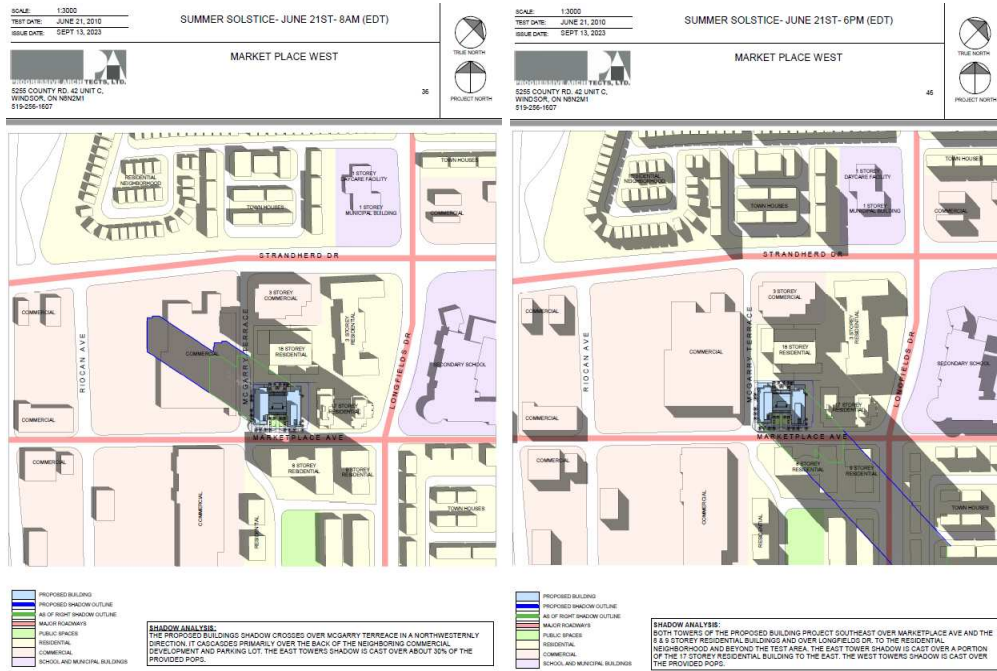 SCALE: 1:3000
TEST DATE: JUNE 21, 2010
ISSUE DATE: SEPT 13, 2023
SUMMER SOLSTICE- JUNE 21ST- 8AM (EDT)
MARKET PLACE WEST
TRUE NORTH
PROJECT NORTH
PROGRESSIVE ARCHITECTS, LTD.
5255 COUNTY RD. 42 UNIT C,
WINDSOR, ON N8N2M1
519-256-1607
36
RESIDENTIAL
NEIGHBORHOOD
TOWN HOUSES
1 STOREY
DAYCARE FACILITY
1 STOREY
MUNICIPAL BUILDING
TOWN HOUSES
COMMERCIAL
STRANDHERD DR
COMMERCIAL
RIOCAN AVE
COMMERCIAL
MCGARRY TERRACE
3 STOREY
COMMERCIAL
18 STOREY
RESIDENTIAL
3 STOREY
RESIDENTIAL
LONGFIELDS DR
SECONDARY SCHOOL
COMMERCIAL
RESIDENTIAL
MARKETPLACE AVE
COMMERCIAL
COMMERCIAL
8 STOREY
RESIDENTIAL
STOREY
RESIDENTIAL
RESIDENTIAL
TOWN HOUSES
PROPOSED BUILDING
PROPOSED SHADOW OUTLINE
AS OF RIGHT SHADOW OUTLINE
MAJOR ROADWAYS
PUBLIC SPACES
RESIDENTIAL
COMMERCIAL
SCHOOL AND MUNICIPAL BUILDINGS
SHADOW ANALYSIS:
THE PROPOSED BUILDINGS SHADOW CROSSES OVER MCGARRY TERREACE IN A NORTHWESTERNLY
DIRECTION. IT CASCADES PRIMARILY OVER THE BACK OF THE NEIGHBORING COMMERCIAL
DEVELOPMENT AND PARKING LOT. THE EAST TOWERS SHADOW IS CAST OVER ABOUT 30% OF THE
PROVIDED POPS.
SCALE: 1:3000
TEST DATE: JUNE 21, 2010
ISSUE DATE: SEPT 13, 2023
SUMMER SOLSTICE- JUNE 21ST- 6PM (EDT)
MARKET PLACE WEST
TRUE NORTH
PROJECT NORTH
PROGRESSIVE ARCHITECTS, LTD.
5255 COUNTY RD. 42 UNIT C,
WINDSOR, ON N8N2M1
519-256-1607
46
RESIDENTIAL
NEIGHBORHOOD
TOWN HOUSES
1 STOREY
DAYCARE FACILITY
1 STOREY
MUNICIPAL BUILDING
TOWN HOUSES
COMMERCIAL
STRANDHERD DR
COMMERCIAL
RIOCAN AVE
COMMERCIAL
MCGARRY TERRACE
3 STOREY
COMMERCIAL
18 STOREY
RESIDENTIAL
3 STOREY
RESIDENTIAL
LONGFIELDS DR
SECONDARY SCHOOL
COMMERCIAL
RESIDENTIAL
MARKETPLACE AVE
COMMERCIAL
COMMERCIAL
STOREY
RESIDENTIAL
STOREY
RESIDENTIAL
RESIDENTIAL
TOWN HOUSES
PROPOSED BUILDING
PROPOSED SHADOW OUTLINE
AS OF RIGHT SHADOW OUTLINE
MAJOR ROADWAYS
PUBLIC SPACES
RESIDENTIAL
COMMERCIAL
SCHOOL AND MUNICIPAL BUILDINGS
SHADOW ANALYSIS:
BOTH TOWERS OF THE PROPOSED BUILDING PROJECT SOUTHEAST OVER MARKETPLACE AVE AND THE
8 & 9 STOREY RESIDENTIAL BUILDINGS AND OVER LONGFIELDS DR. TO THE RESIDENTIAL
NEIGHBORHOOD AND BEYOND THE TEST AREA. THE EAST TOWER SHADOW IS CAST OVER A PORTION
OF THE 17 STOREY RESIDENTIAL BUILDING TO THE EAST. THE WEST TOWERS SHADOW IS CAST OVER
THE PROVIDED POPS.